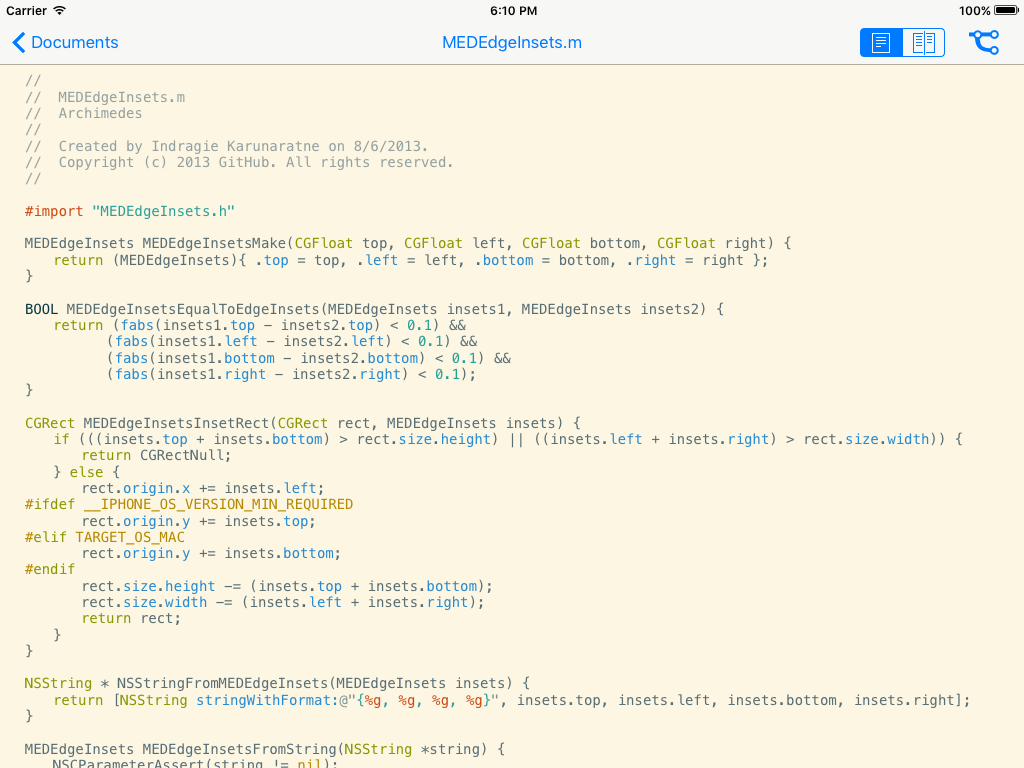 Carrier 6:10 PM 100%
Documents MEDEdgeInsets.m
//
//  MEDEdgeInsets.m
//  Archimedes
//
//  Created by Indragie Karunaratne on 8/6/2013.
//  Copyright (c) 2013 GitHub. All rights reserved.
//
#import "MEDEdgeInsets.h"
MEDEdgeInsets MEDEdgeInsetsMake(CGFloat top, CGFloat left, CGFloat bottom, CGFloat right) {
return (MEDEdgeInsets){ .top = top, .left = left, .bottom = bottom, .right = right };
}
BOOL MEDEdgeInsetsEqualToEdgeInsets(MEDEdgeInsets insets1, MEDEdgeInsets insets2) {
return (fabs(insets1.top - insets2.top) < 0.1) &&
(fabs(insets1.left - insets2.left) < 0.1) &&
(fabs(insets1.bottom - insets2.bottom) < 0.1) &&
(fabs(insets1.right - insets2.right) < 0.1);
}
CGRect MEDEdgeInsetsInsetRect(CGRect rect, MEDEdgeInsets insets) {
if (((insets.top + insets.bottom) > rect.size.height) || ((insets.left + insets.right) > rect.size.width)) {
return CGRectNull;
} else {
rect.origin.x += insets.left;
#ifdef __IPHONE_OS_VERSION_MIN_REQUIRED
rect.origin.y += insets.top;
#elif TARGET_OS_MAC
rect.origin.y += insets.bottom;
#endif
rect.size.height -= (insets.top + insets.bottom);
rect.size.width -= (insets.left + insets.right);
return rect;
}
}
NSString * NSStringFromMEDEdgeInsets(MEDEdgeInsets insets) {
return [NSString stringWithFormat:@"{%g, %g, %g, %g}", insets.top, insets.left, insets.bottom, insets.right];
}
MEDEdgeInsets MEDEdgeInsetsFromString(NSString *string) {
NSCParameterAssert(string != nil);